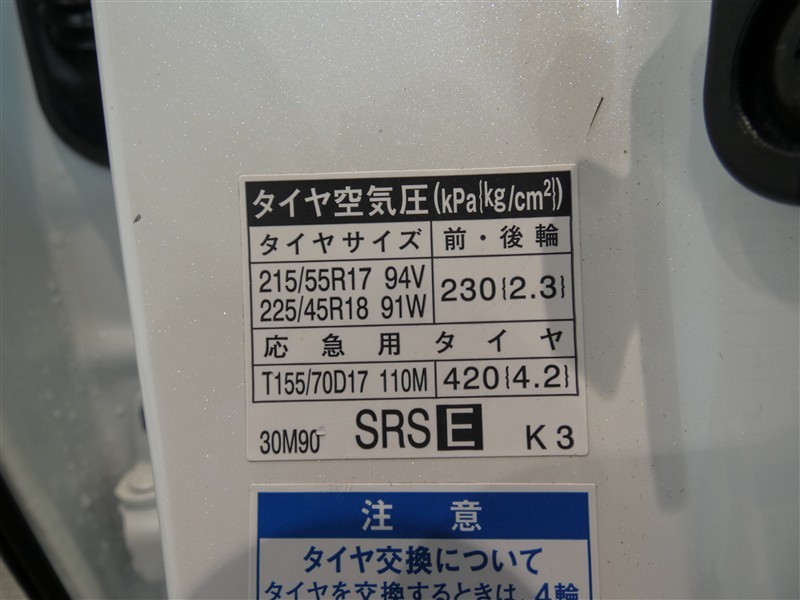 タイヤ空気圧(kPa{kg/cm²})
タイヤサイズ 前・後輪
215/55R17 94V
225/45R18 91W
230{2.3}
応急用タイヤ
T155/70D17 110M 420{4.2}
30M90 SRS E K3
注意
タイヤ交換について
タイヤを交換するときは、4輪